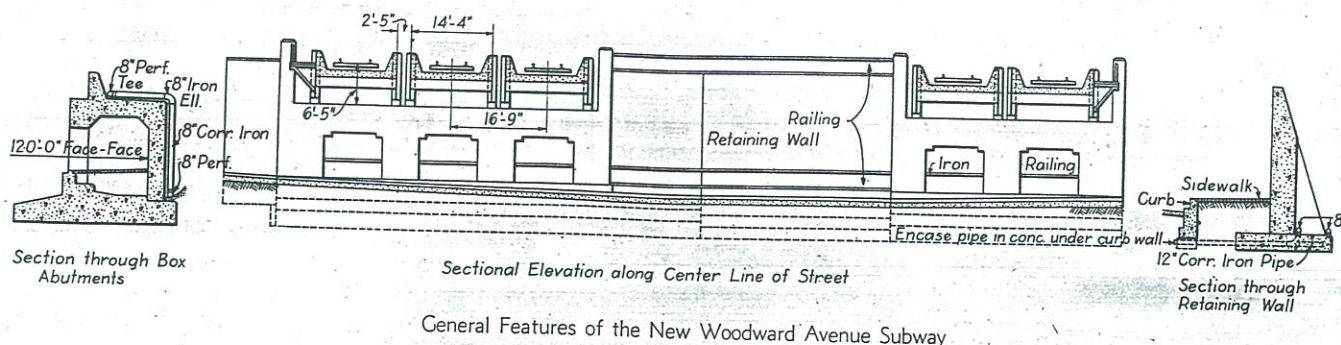 2'-5"
14'-4"
8" Perf.
Tee
8" Iron
Ell.
8" Corr. Iron
120'-0" Face-Face
8" Perf.
6'-5"
16'-9"
Railing
Retaining Wall
Iron
Railing
Sidewalk
Curb
8"
Encase pipe in conc. under curb wall
12" Corr. Iron Pipe
Section through Box
Abutments
Sectional Elevation along Center Line of Street
Section through
Retaining Wall
General Features of the New Woodward Avenue Subway